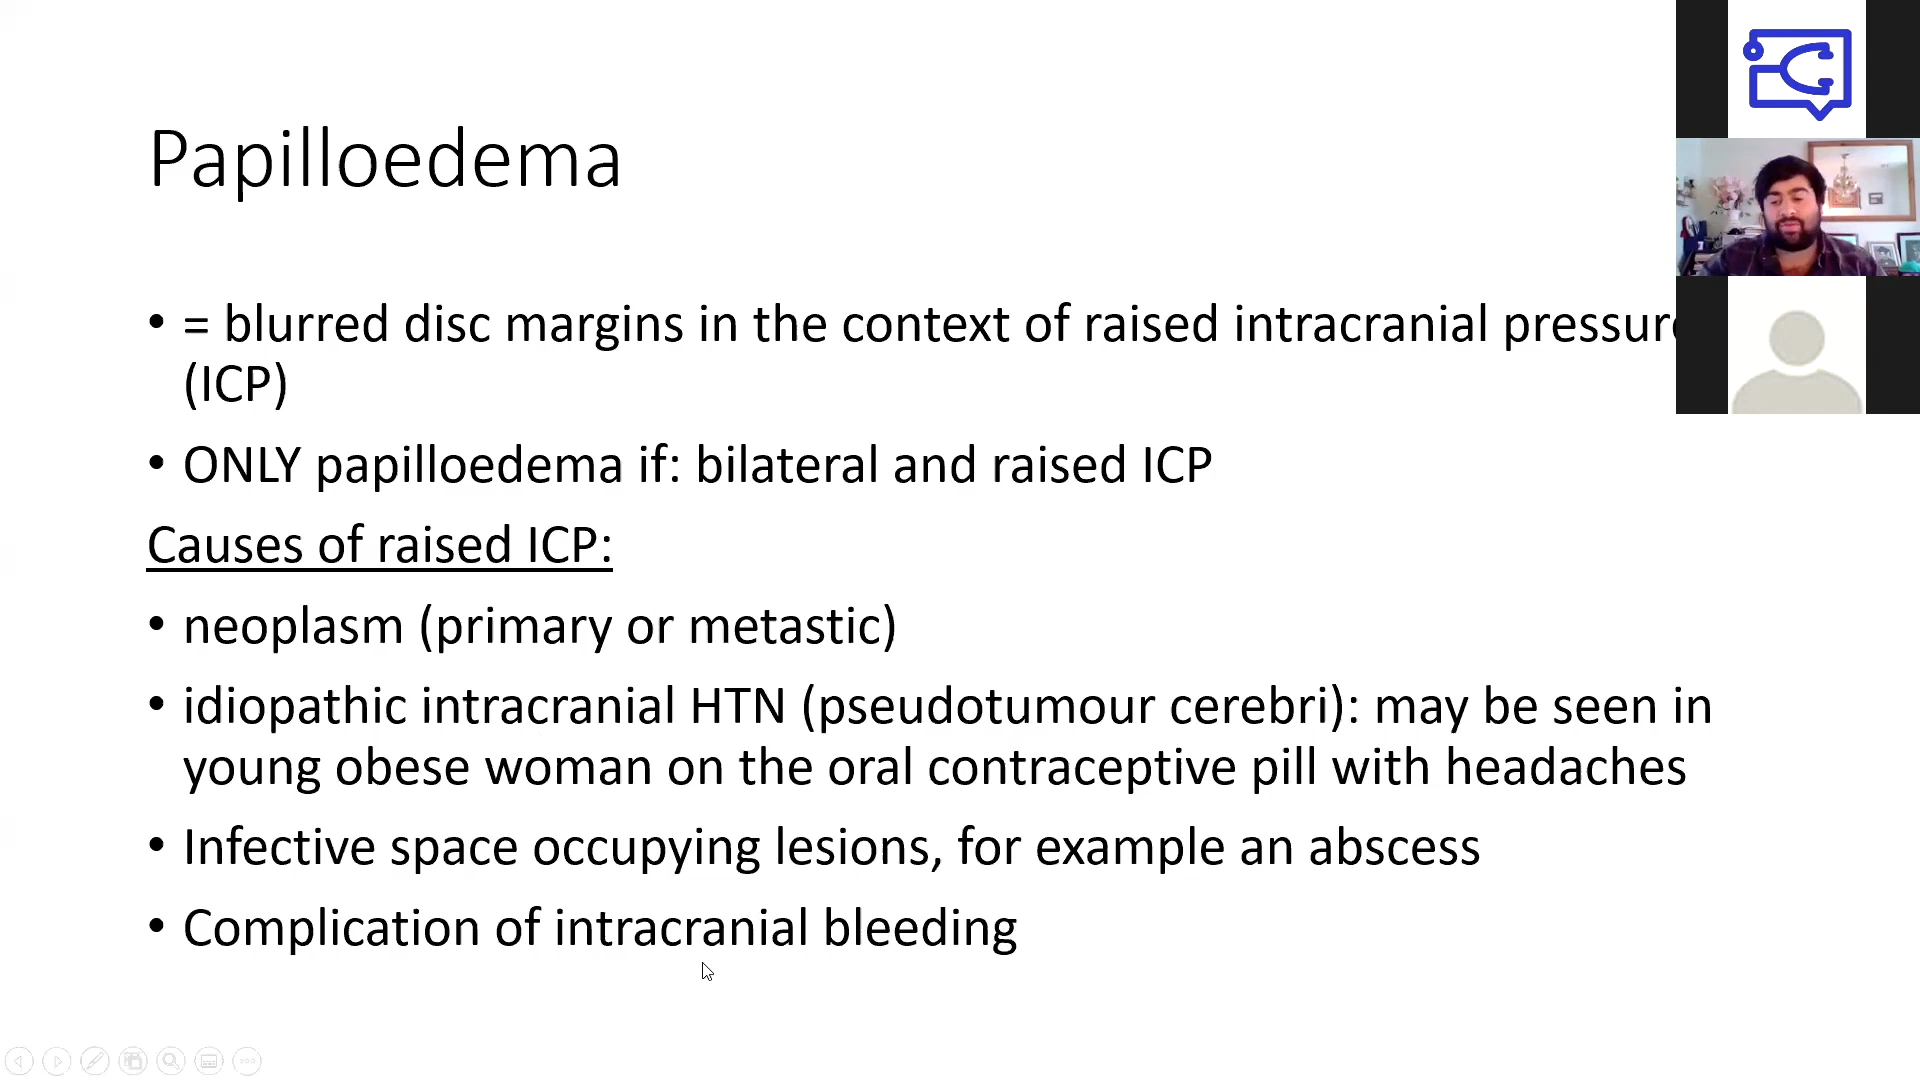 Papilloedema
• = blurred disc margins in the context of raised intracranial pressure
(ICP)
• ONLY papilloedema if: bilateral and raised ICP
Causes of raised ICP:
• neoplasm (primary or metastic)
• idiopathic intracranial HTN (pseudotumour cerebri): may be seen in
young obese woman on the oral contraceptive pill with headaches
• Infective space occupying lesions, for example an abscess
• Complication of intracranial bleeding